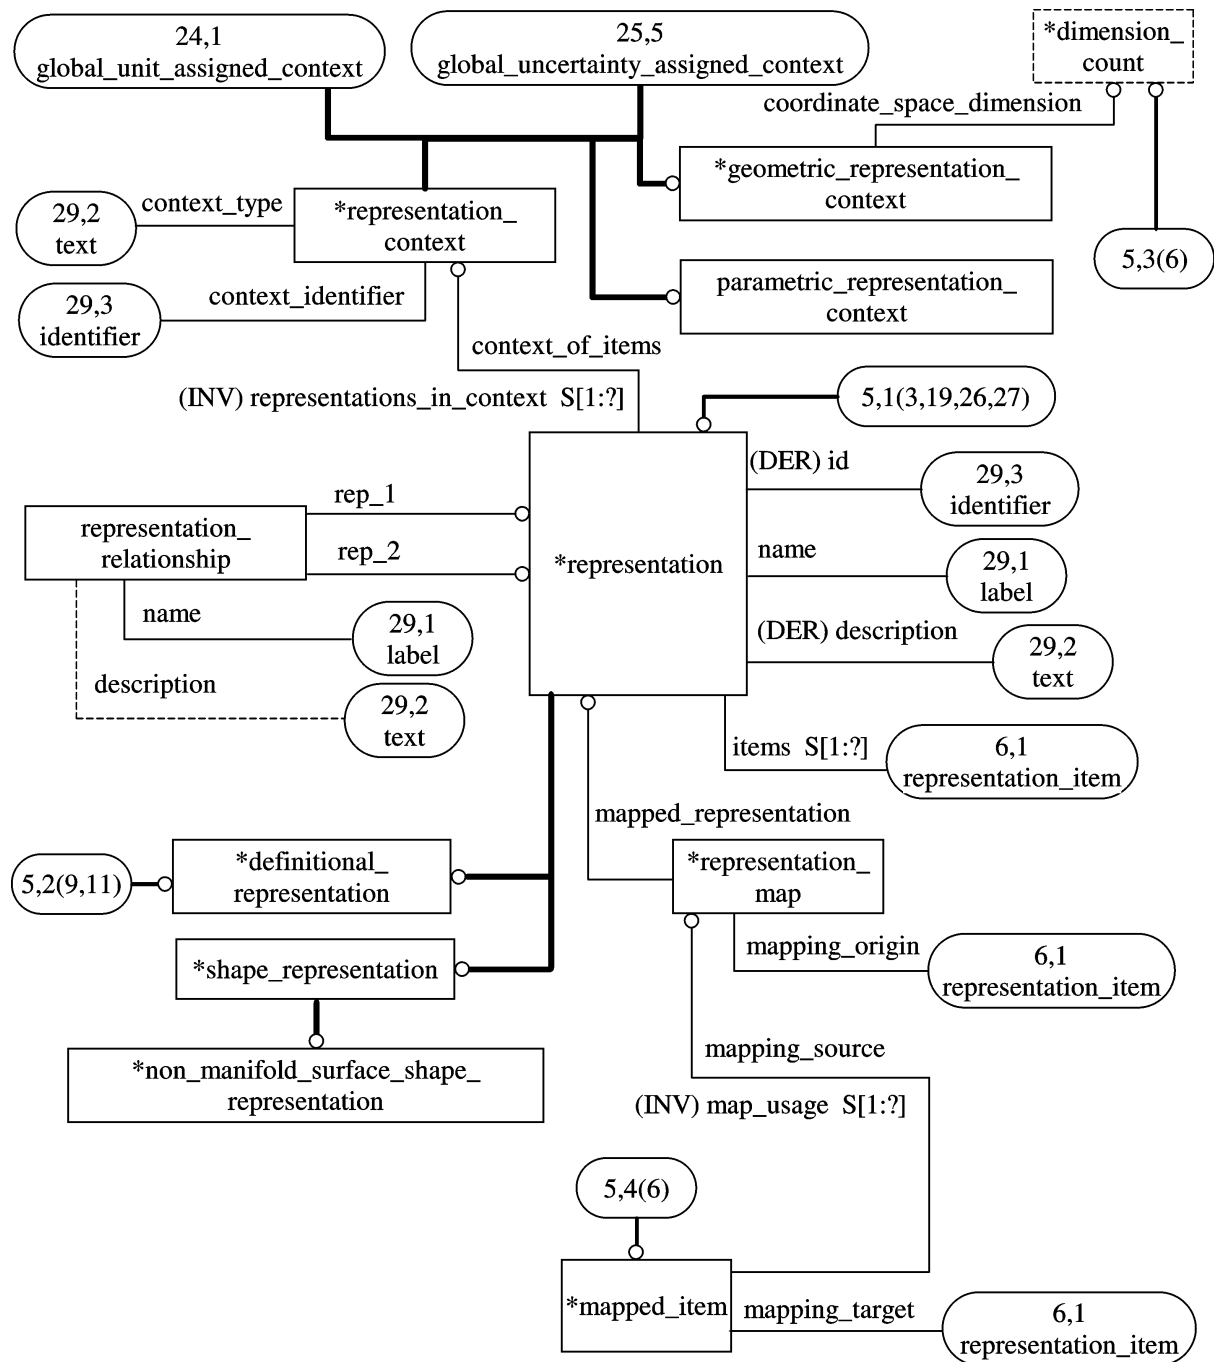 24,1
global_unit_assigned_context
25,5
global_uncertainty_assigned_context
*dimension_
count
coordinate_space_dimension
*geometric_representation_
context
29,2
text
context_type
*representation_
context
5,3(6)
29,3
identifier
context_identifier
parametric_representation_
context
context_of_items
(INV) representations_in_context S[1:?]
5,1(3,19,26,27)
(DER) id
29,3
identifier
rep_1
representation_
relationship
rep_2
*representation
name
29,1
label
name
29,1
label
(DER) description
29,2
text
description
29,2
text
items S[1:?]
6,1
representation_item
mapped_representation
5,2(9,11)
*definitional_
representation
*representation_
map
*shape_representation
mapping_origin
6,1
representation_item
*non_manifold_surface_shape_
representation
mapping_source
(INV) map_usage S[1:?]
5,4(6)
*mapped_item
mapping_target
6,1
representation_item